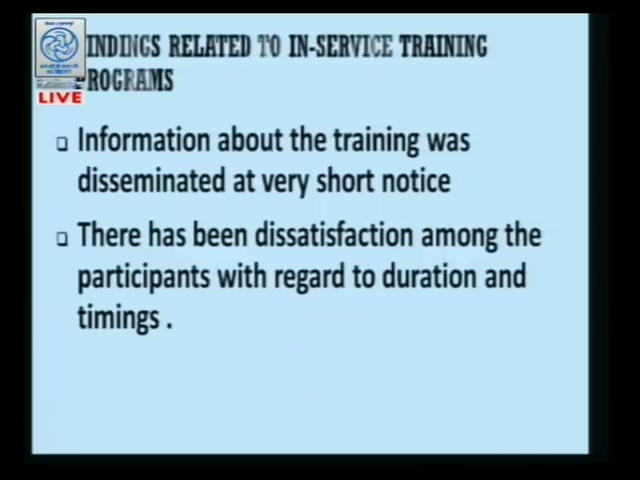 INDINGS RELATED TO IN-SERVICE TRAINING
ROGRAMS
LIVE
Information about the training was
disseminated at very short notice
There has been dissatisfaction among the
participants with regard to duration and
timings .